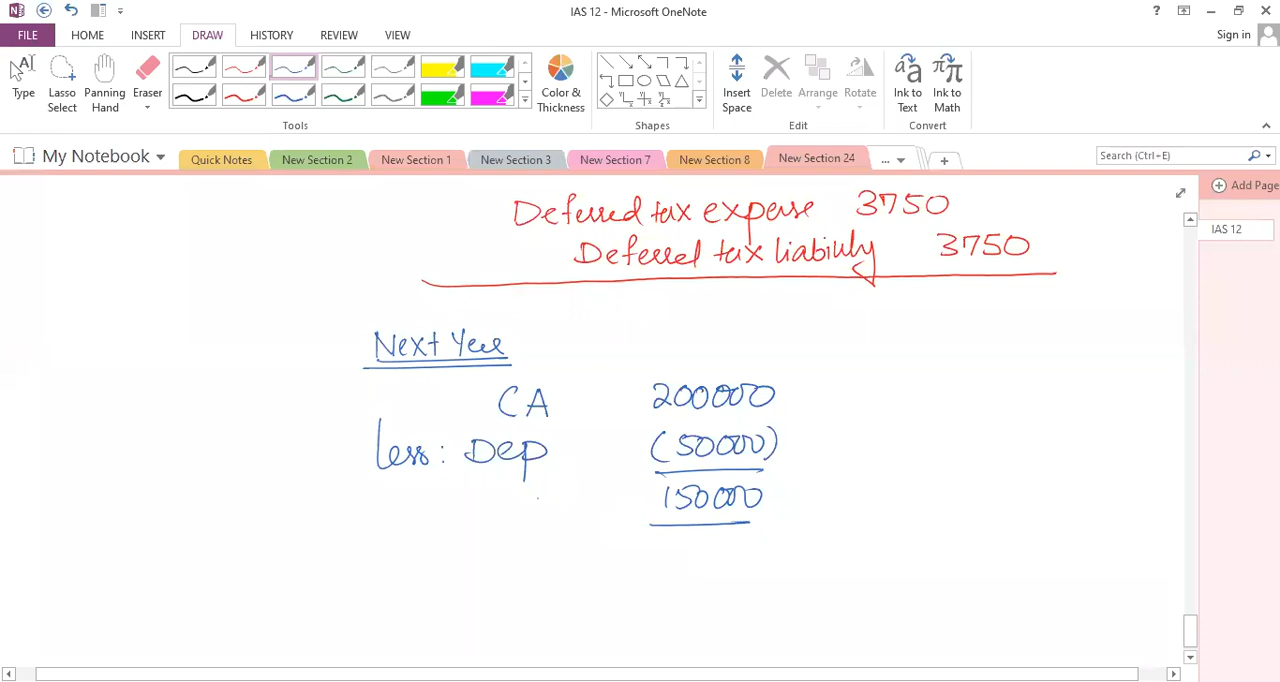 IAS 12 - Microsoft OneNote
?
FILE HOME INSERT DRAW HISTORY REVIEW VIEW
Sign in
Type
Lasso Select
Panning Hand
Eraser
Color & Thickness
Insert Space
Delete
Arrange
Rotate
Ink to Text
Ink to Math
Tools
Shapes
Edit
Convert
My Notebook
Quick Notes
New Section 2
New Section 1
New Section 3
New Section 7
New Section 8
New Section 24
...
Search (Ctrl+E)
Add Page
IAS 12
Deferred tax expense 3750
Deferred tax liability 3750
Next Year
CA 200000
Less: Dep (50000)
150000